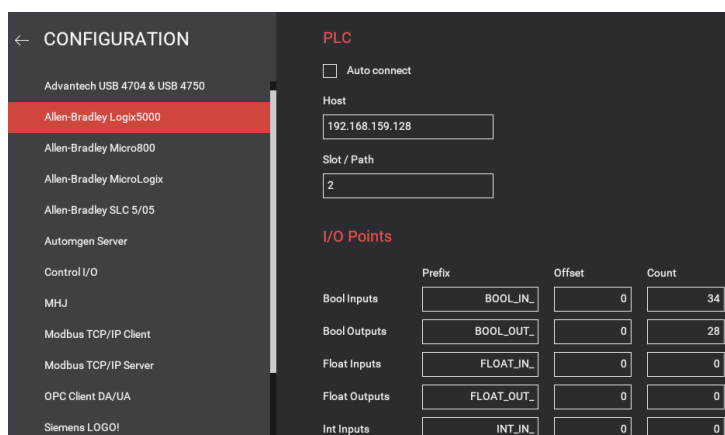 ← CONFIGURATION
Advantech USB 4704 & USB 4750
Allen-Bradley Logix5000
Allen-Bradley Micro800
Allen-Bradley MicroLogix
Allen-Bradley SLC 5/05
Automgen Server
Control I/O
MHJ
Modbus TCP/IP Client
Modbus TCP/IP Server
OPC Client DA/UA
Siemens LOGO!
PLC
Auto connect
Host
192.168.159.128
Slot / Path
2
I/O Points
Prefix Offset Count
Bool Inputs BOOL_IN_ 0 34
Bool Outputs BOOL_OUT_ 0 28
Float Inputs FLOAT_IN_ 0 0
Float Outputs FLOAT_OUT_ 0 0
Int Inputs INT_IN_ 0 0